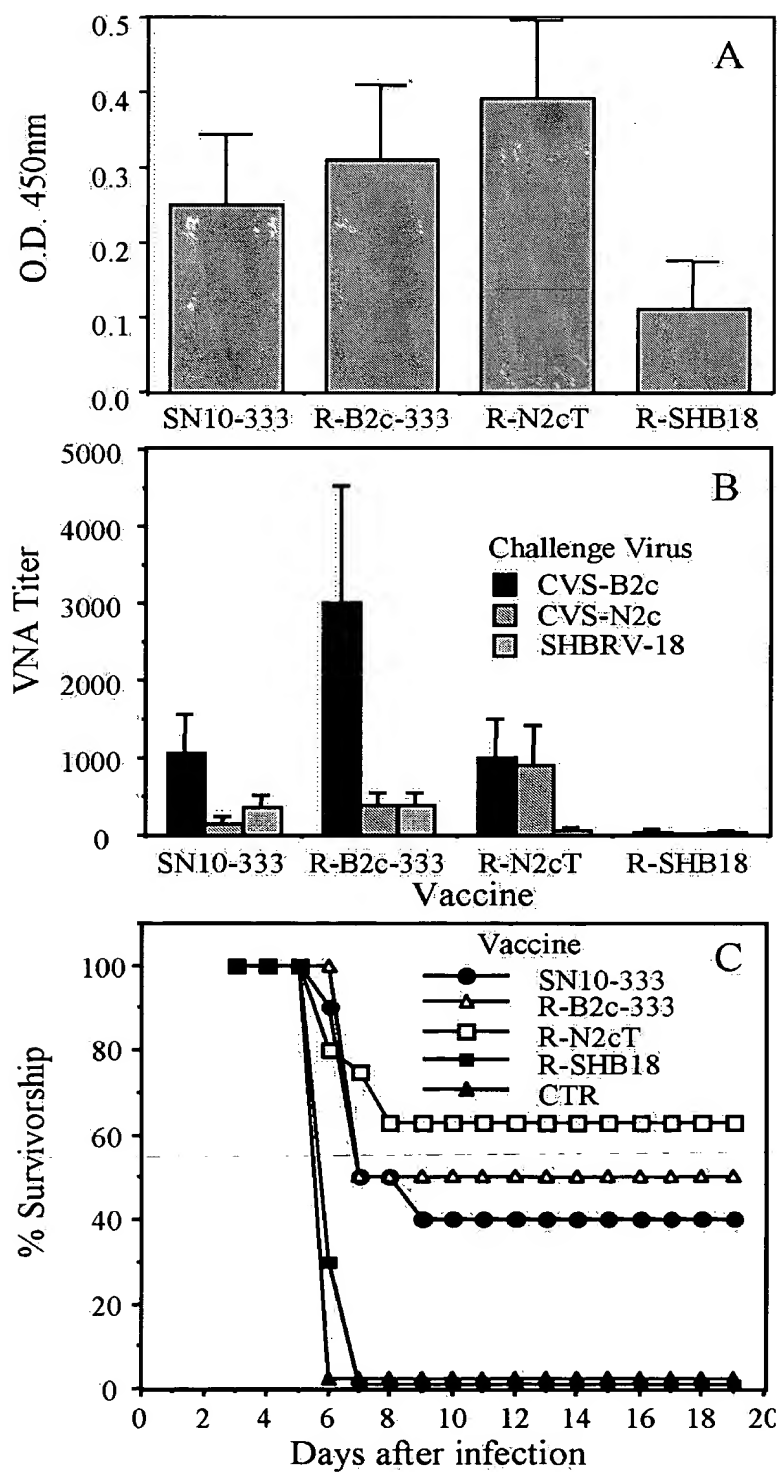 A
O.D. 450nm
0.5
0.4
0.3
0.2
0.1
0.0
SN10-333 R-B2c-333 R-N2cT R-SHB18
B
VNA Titer
5000
4000
3000
2000
1000
0
Challenge Virus
CVS-B2c
CVS-N2c
SHBRV-18
SN10-333 R-B2c-333 R-N2cT R-SHB18
Vaccine
C
% Survivorship
100
80
60
40
20
0
Vaccine
SN10-333
R-B2c-333
R-N2cT
R-SHB18
CTR
0 2 4 6 8 10 12 14 16 18 20
Days after infection